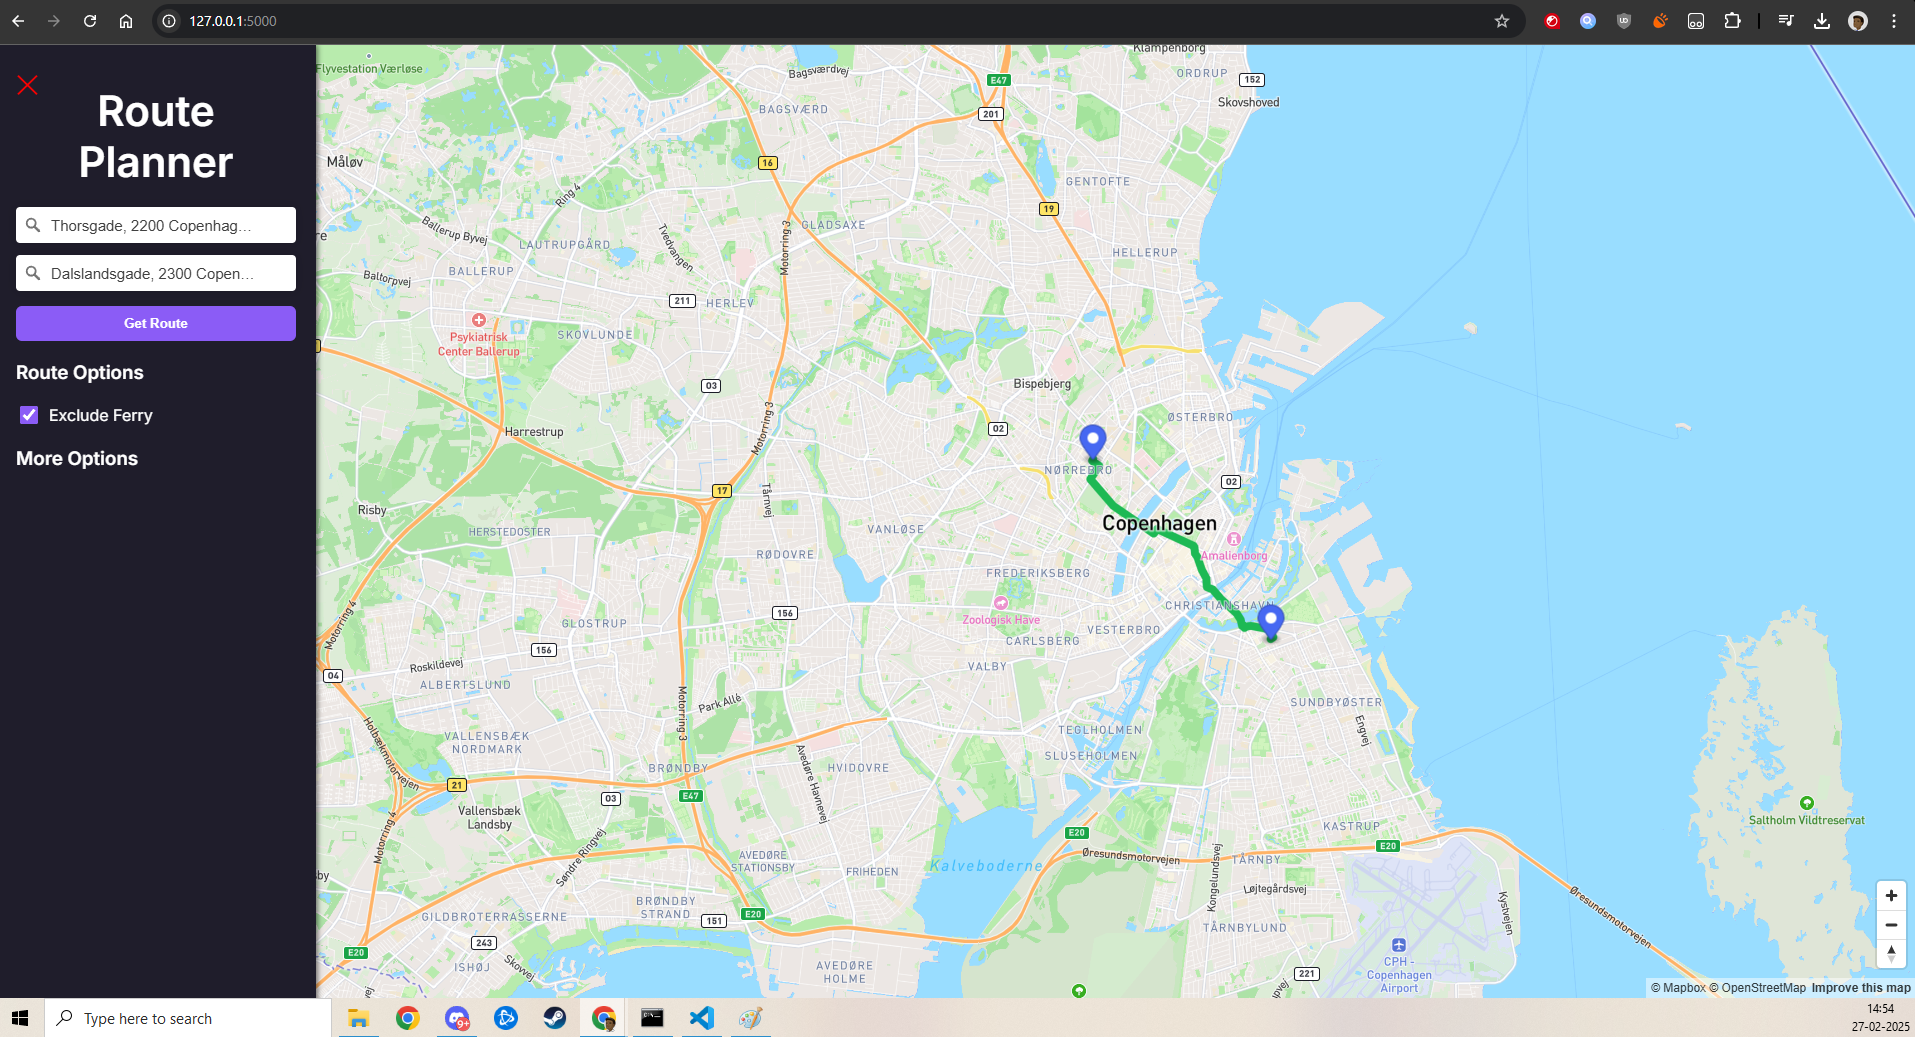 127.0.0.1:5000
Route
Planner
Thorsgade, 2200 Copenhag...
Dalslandsgade, 2300 Copen...
Get Route
Route Options
Exclude Ferry
More Options
Klampenborg
Flyvestation Værløse
Bagsværdvej
E47
ORDRUP
152
BAGSVÆRD
201
Skovshoved
Måløv
16
GENTOFTE
Ring 4
19
Ballerup Byvej
re
LAUTRUPGÅRD
Tvedvangen
Motorring 3
GLADSAXE
HELLERUP
BALLERUP
Baltorpvej
211
HERLEV
Psykiatrisk
Center Ballerup
SKOVLUNDE
03
Bispebjerg
ØSTERBRO
Harrestrup
Motorring 3
02
NØRREBRO
02
17
Tårnvej
Risby
HERSTEDØSTER
VANLØSE
Copenhagen
RØDOVRE
Amalienborg
FREDERIKSBERG
Motorring 4
156
Zoologisk Have
CHRISTIANSHAVN
GLOSTRUP
VESTERBRO
CARLSBERG
156
Roskildevej
VALBY
04
ALBERTSLUND
Motorring 3
Park Allé
SUNDBYØSTER
Holbækmotorvejen
Engvej
VALLENSBÆK
NORDMARK
TEGLHOLMEN
SLUSEHOLMEN
BRØNDBY
Avedøre Havnevej
HVIDOVRE
21
03
E47
Vallensbæk
Landsby
Saltholm Vildtreservat
Motorring 4
Søndre Ringvej
E20
KASTRUP
E20
AVEDØRE
STATIONSBY
Kalveboderne
Øresundsmotorvejen
TÅRNBY
FRIHEDEN
Kongelundsvej
Løjtegårdsvej
by
GILDBROTERRASSERNE
BRØNDBY
STRAND
151
E20
Kystvejen
Øresundsmotorvejen
TÅRNBYLUND
243
E20
ISHØJ
Skovvej
AVEDØRE
HOLME
221
CPH -
Copenhagen
Airport
© Mapbox © OpenStreetMap Improve this map
Type here to search
9+
14:54
27-02-2025